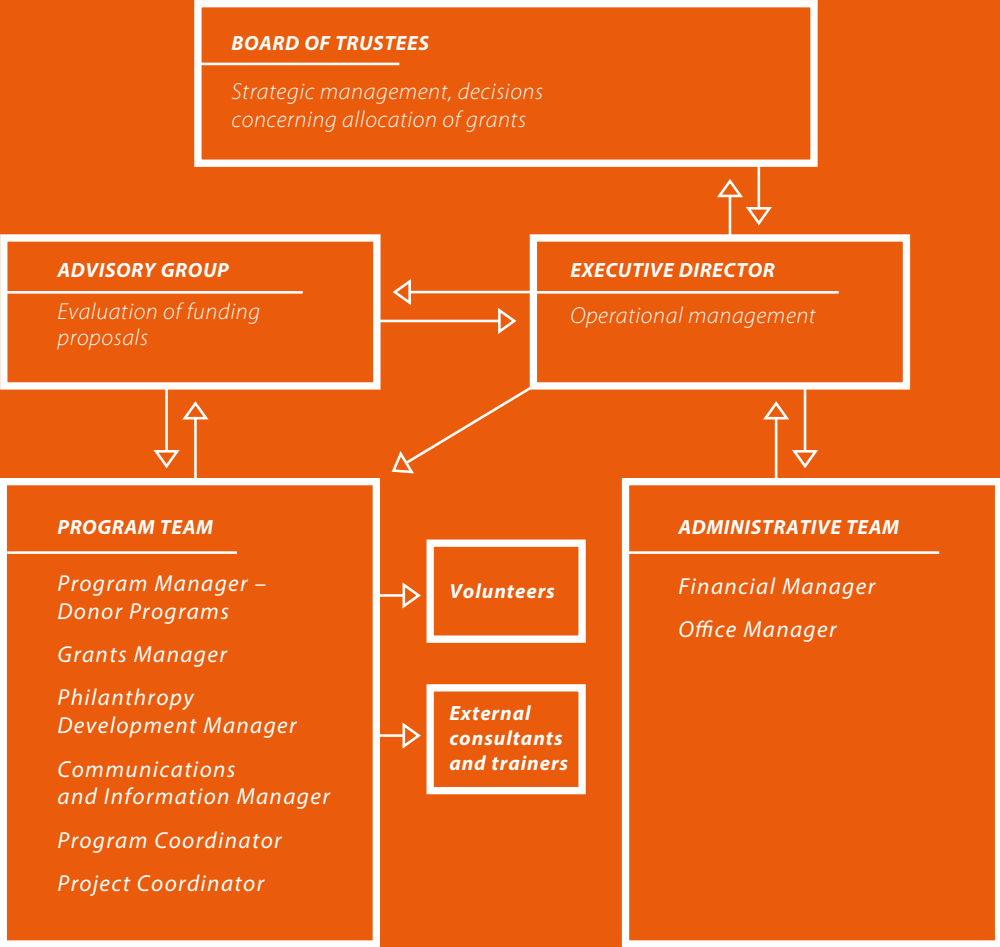 BOARD OF TRUSTEES
Strategic management, decisions
concerning allocation of grants
ADVISORY GROUP
Evaluation of funding
proposals
EXECUTIVE DIRECTOR
Operational management
PROGRAM TEAM
Program Manager –
Donor Programs
Grants Manager
Philanthropy
Development Manager
Communications
and Information Manager
Program Coordinator
Project Coordinator
Volunteers
External
consultants
and trainers
ADMINISTRATIVE TEAM
Financial Manager
Office Manager